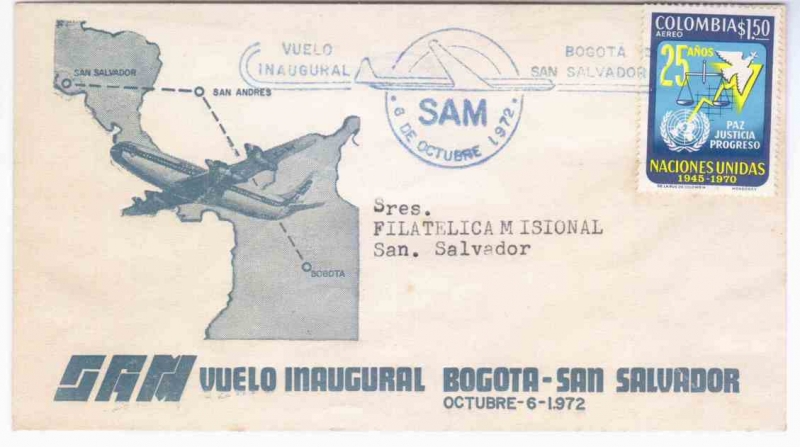 VUELO
INAUGURAL
BOGOTA
SAN SALVADOR
SAM
6 DE OCTUBRE 1.972
COLOMBIA $1,50
AEREO
25 AÑOS
PAZ
JUSTICIA
PROGRESO
NACIONES UNIDAS
1945-1970
SAN SALVADOR
SAN ANDRES
BOGOTA
Sres.
FILATELICA MISIONAL
San. Salvador
SAM VUELO INAUGURAL BOGOTA-SAN SALVADOR
OCTUBRE-6-1.972